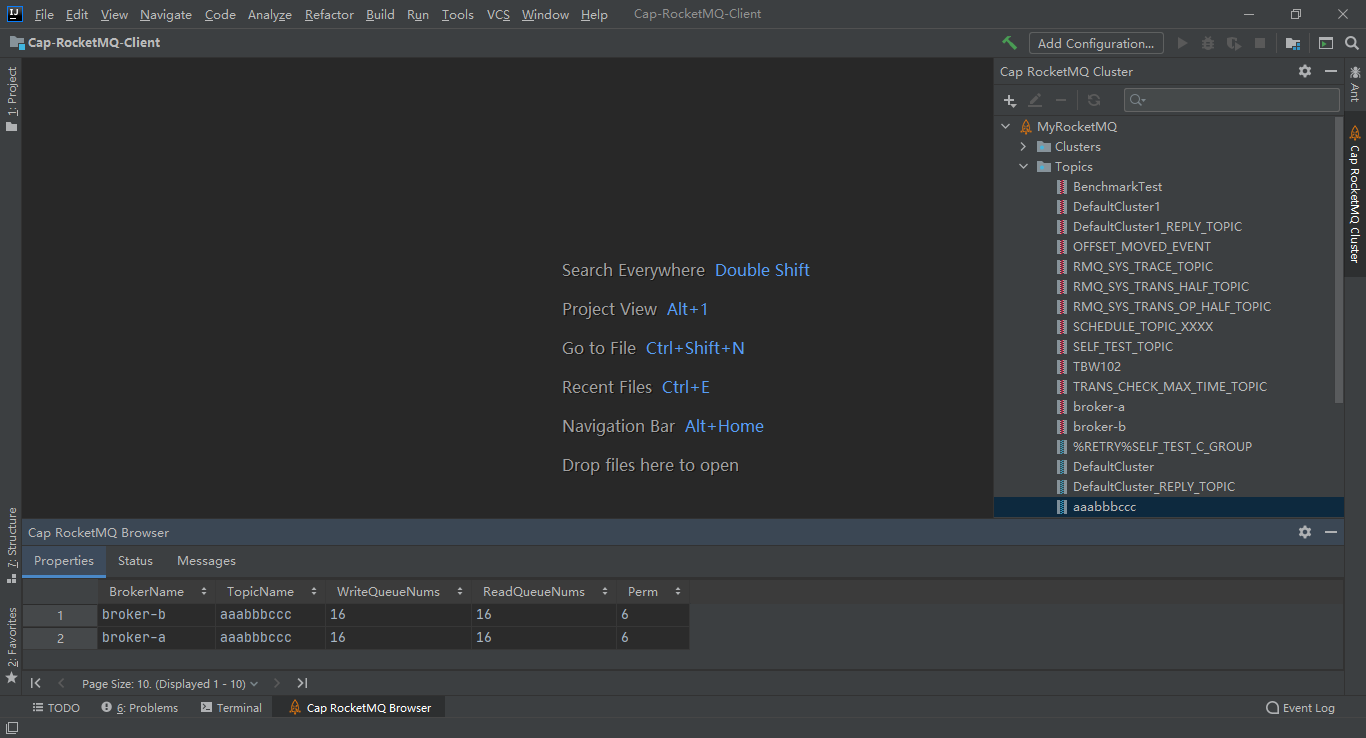 File Edit View Navigate Code Analyze Refactor Build Run Tools VCS Window Help Cap-RocketMQ-Client
Cap-RocketMQ-Client
Add Configuration...
1: Project
Search Everywhere Double Shift
Project View Alt+1
Go to File Ctrl+Shift+N
Recent Files Ctrl+E
Navigation Bar Alt+Home
Drop files here to open
Cap RocketMQ Cluster
MyRocketMQ
Clusters
Topics
BenchmarkTest
DefaultCluster1
DefaultCluster1_REPLY_TOPIC
OFFSET_MOVED_EVENT
RMQ_SYS_TRACE_TOPIC
RMQ_SYS_TRANS_HALF_TOPIC
RMQ_SYS_TRANS_OP_HALF_TOPIC
SCHEDULE_TOPIC_XXXX
SELF_TEST_TOPIC
TBW102
TRANS_CHECK_MAX_TIME_TOPIC
broker-a
broker-b
%RETRY%SELF_TEST_C_GROUP
DefaultCluster
DefaultCluster_REPLY_TOPIC
aaabbbccc
Ant
Cap RocketMQ Cluster
7: Structure
2: Favorites
Cap RocketMQ Browser
Properties Status Messages
BrokerName TopicName WriteQueueNums ReadQueueNums Perm
1 broker-b aaabbbccc 16 16 6
2 broker-a aaabbbccc 16 16 6
Page Size: 10. (Displayed 1 - 10)
TODO 6: Problems Terminal Cap RocketMQ Browser Event Log